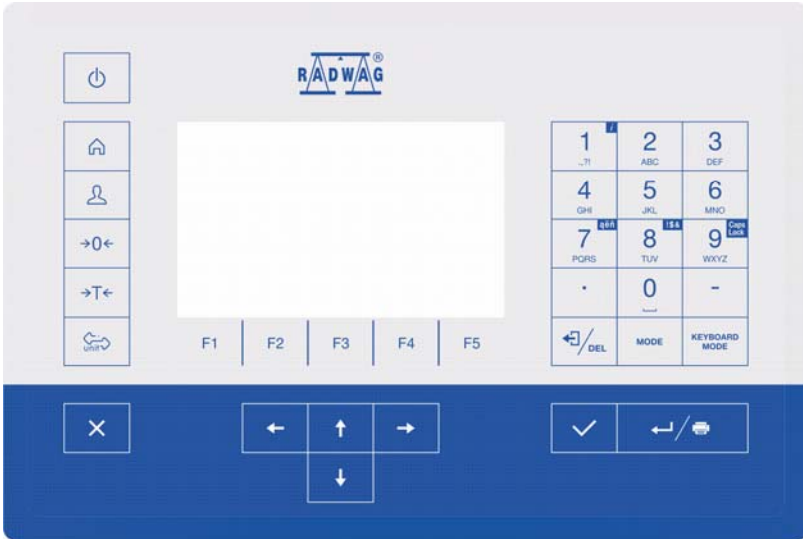 RADWAG®
→0←
→T←
unit
F1 F2 F3 F4 F5
1 i 2 3
.,?! ABC DEF
4 5 6
GHI JKL MNO
7 qèñ 8 !$& 9 Caps Lock
PQRS TUV WXYZ
. 0 -
DEL MODE KEYBOARD
MODE